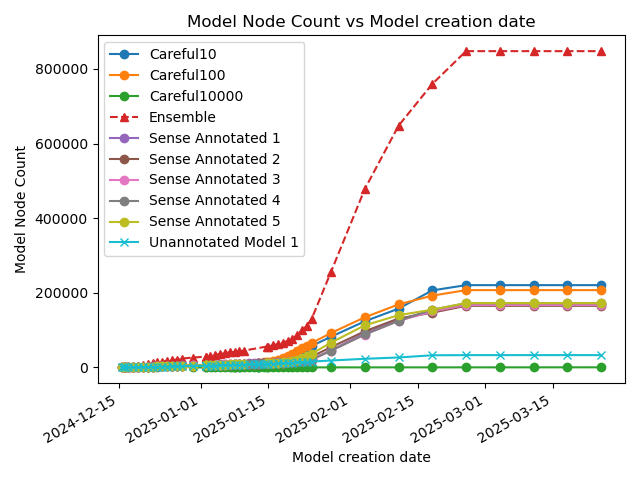 Model Node Count vs Model creation date
Careful10
Careful100
Careful10000
Ensemble
Sense Annotated 1
Sense Annotated 2
Sense Annotated 3
Sense Annotated 4
Sense Annotated 5
Unannotated Model 1
Model Node Count
800000
600000
400000
200000
0
2024-12-15
2025-01-01
2025-01-15
2025-02-01
2025-02-15
2025-03-01
2025-03-15
Model creation date